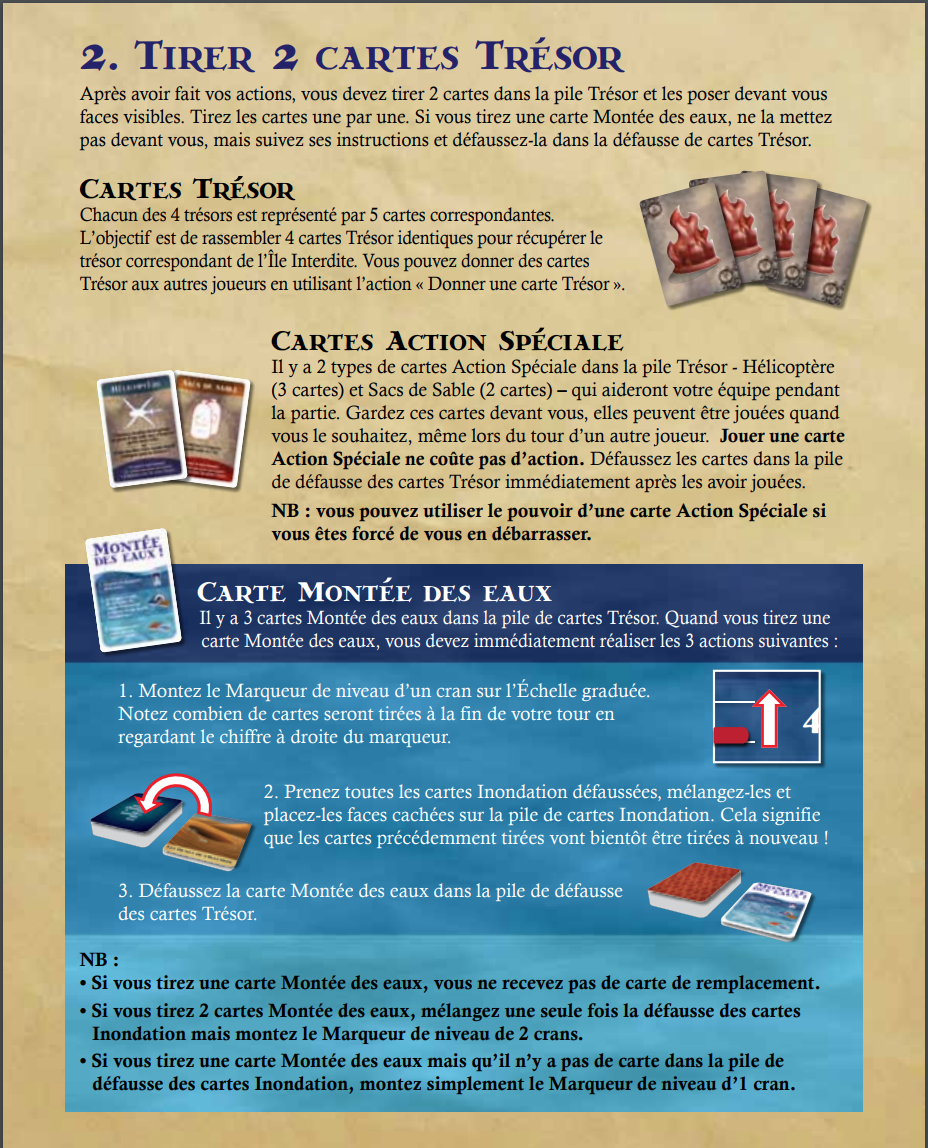 2. Tirer 2 cartes Trésor
Après avoir fait vos actions, vous devez tirer 2 cartes dans la pile Trésor et les poser devant vous
faces visibles. Tirez les cartes une par une. Si vous tirez une carte Montée des eaux, ne la mettez
pas devant vous, mais suivez ses instructions et défaussez-la dans la défausse de cartes Trésor.
Cartes Trésor
Chacun des 4 trésors est représenté par 5 cartes correspondantes.
L'objectif est de rassembler 4 cartes Trésor identiques pour récupérer le
trésor correspondant de l'Île Interdite. Vous pouvez donner des cartes
Trésor aux autres joueurs en utilisant l'action « Donner une carte Trésor ».
Cartes Action Spéciale
Il y a 2 types de cartes Action Spéciale dans la pile Trésor - Hélicoptère
(3 cartes) et Sacs de Sable (2 cartes) – qui aideront votre équipe pendant
la partie. Gardez ces cartes devant vous, elles peuvent être jouées quand
vous le souhaitez, même lors du tour d'un autre joueur. Jouer une carte
Action Spéciale ne coûte pas d'action. Défaussez les cartes dans la pile
de défausse des cartes Trésor immédiatement après les avoir jouées.
NB : vous pouvez utiliser le pouvoir d'une carte Action Spéciale si
vous êtes forcé de vous en débarrasser.
Hélicoptère
Sacs de Sable
Montée
des eaux !
Carte Montée des eaux
Il y a 3 cartes Montée des eaux dans la pile de cartes Trésor. Quand vous tirez une
carte Montée des eaux, vous devez immédiatement réaliser les 3 actions suivantes :
1. Montez le Marqueur de niveau d'un cran sur l'Échelle graduée.
Notez combien de cartes seront tirées à la fin de votre tour en
regardant le chiffre à droite du marqueur.
4
2. Prenez toutes les cartes Inondation défaussées, mélangez-les et
placez-les faces cachées sur la pile de cartes Inondation. Cela signifie
que les cartes précédemment tirées vont bientôt être tirées à nouveau !
3. Défaussez la carte Montée des eaux dans la pile de défausse
des cartes Trésor.
Montée
des eaux !
NB :
• Si vous tirez une carte Montée des eaux, vous ne recevez pas de carte de remplacement.
• Si vous tirez 2 cartes Montée des eaux, mélangez une seule fois la défausse des cartes
Inondation mais montez le Marqueur de niveau de 2 crans.
• Si vous tirez une carte Montée des eaux mais qu'il n'y a pas de carte dans la pile de
défausse des cartes Inondation, montez simplement le Marqueur de niveau d'1 cran.